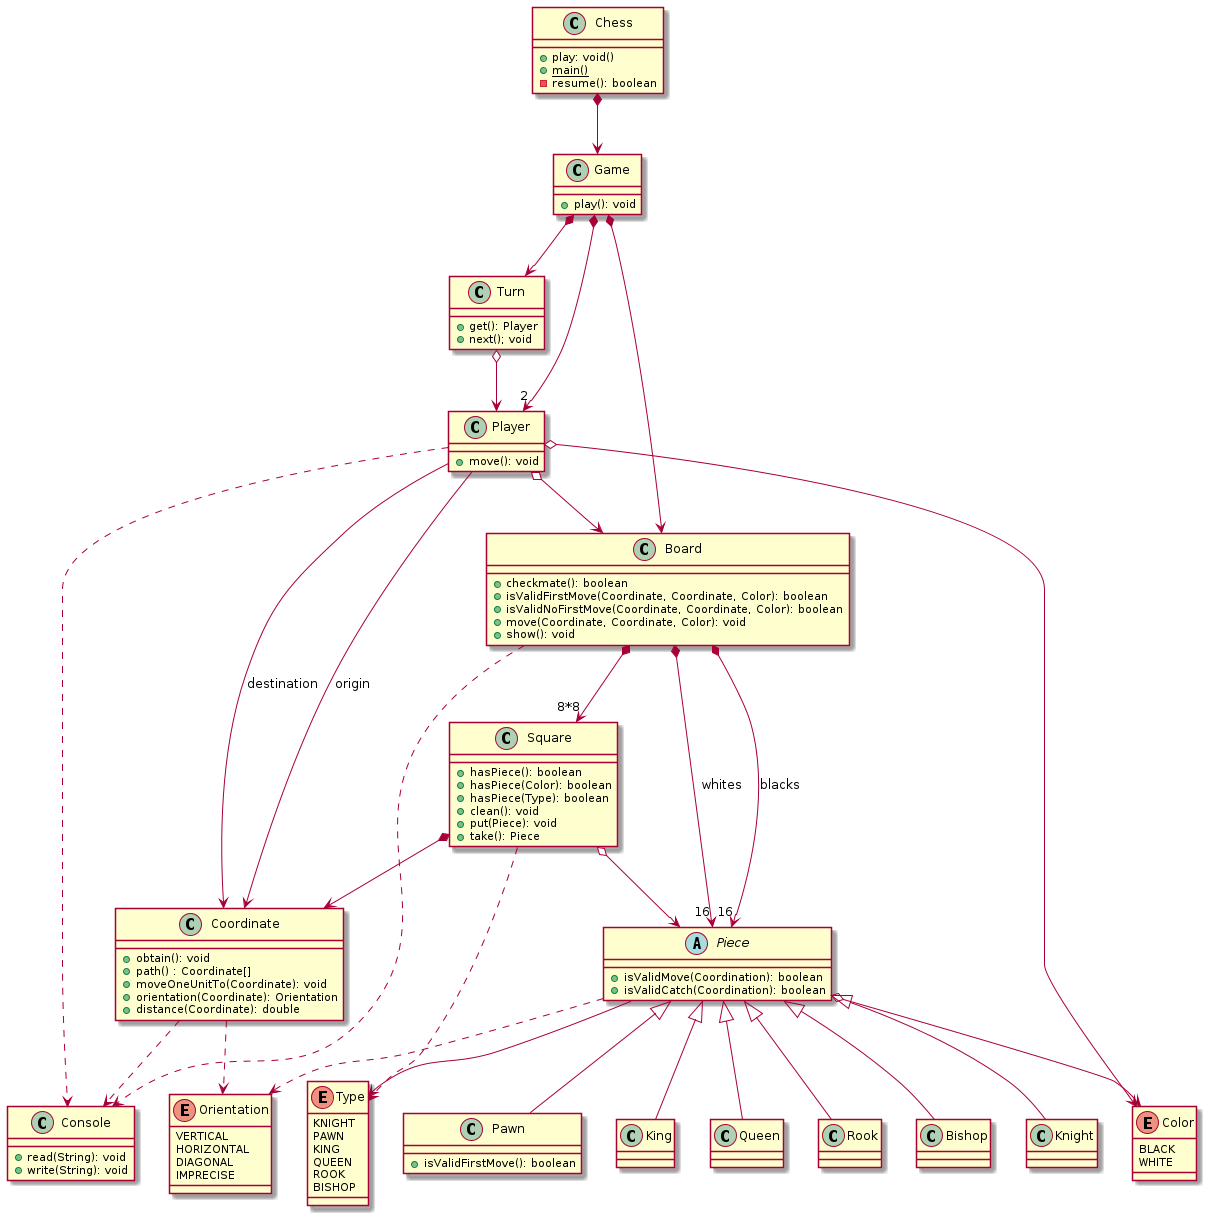 C Chess
play: void()
main()
resume(): boolean
C Game
play(): void
C Turn
get(): Player
next(); void
2
C Player
move(): void
C Board
checkmate(): boolean
isValidFirstMove(Coordinate, Coordinate, Color): boolean
isValidNoFirstMove(Coordinate, Coordinate, Color): boolean
move(Coordinate, Coordinate, Color): void
show(): void
destination
origin
8*8
C Square
hasPiece(): boolean
hasPiece(Color): boolean
hasPiece(Type): boolean
clean(): void
put(Piece): void
take(): Piece
whites
blacks
16
16
C Coordinate
obtain(): void
path() : Coordinate[]
moveOneUnitTo(Coordinate): void
orientation(Coordinate): Orientation
distance(Coordinate): double
A Piece
isValidMove(Coordination): boolean
isValidCatch(Coordination): boolean
C Console
read(String): void
write(String): void
E Orientation
VERTICAL
HORIZONTAL
DIAGONAL
IMPRECISE
E Type
KNIGHT
PAWN
KING
QUEEN
ROOK
BISHOP
C Pawn
isValidFirstMove(): boolean
C King
C Queen
C Rook
C Bishop
C Knight
E Color
BLACK
WHITE